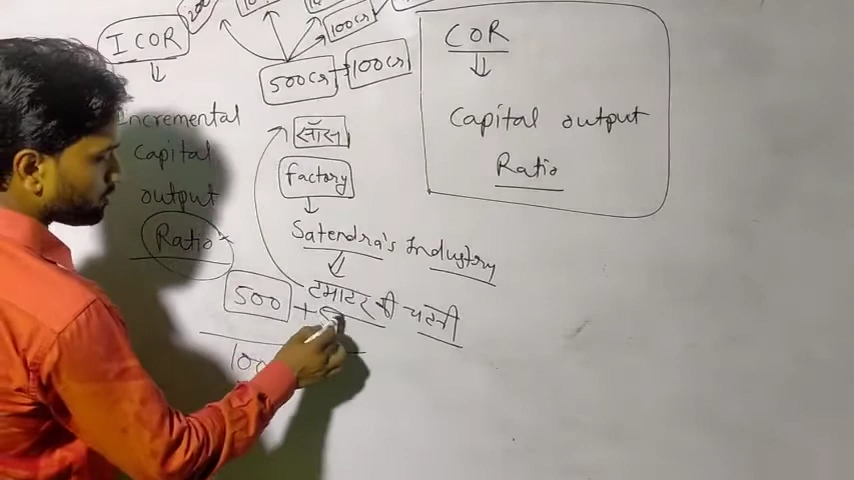 I COR
Incremental
Capital
output
Ratio
100cr
500cr → 100cr
सॉस
factory
Satendra's Industry
टमाटर की चटनी
500 +
100
COR
Capital output
Ratio